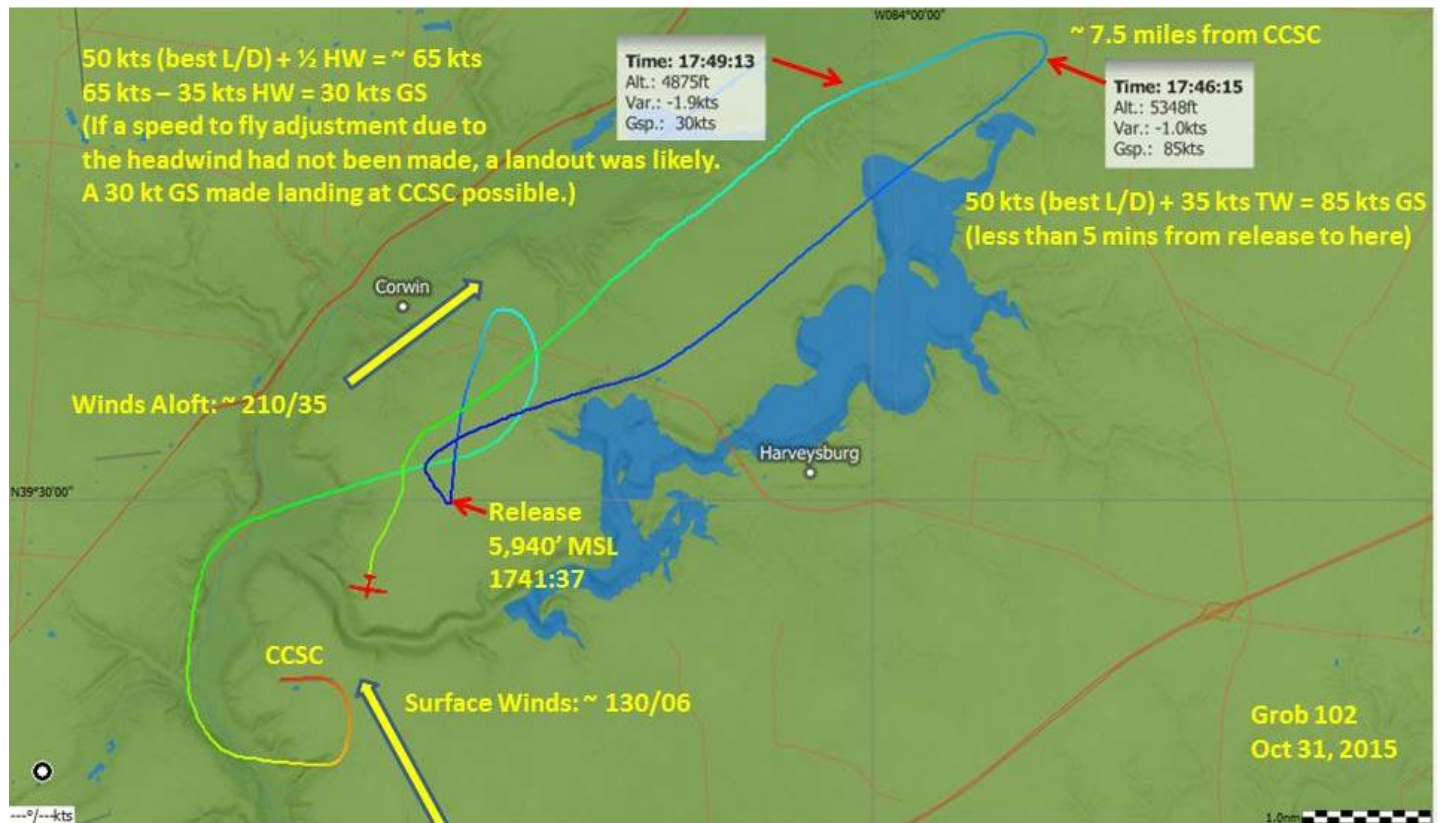 W084°00'00"
50 kts (best L/D) + ½ HW = ~ 65 kts
65 kts – 35 kts HW = 30 kts GS
(If a speed to fly adjustment due to
the headwind had not been made, a landout was likely.
A 30 kt GS made landing at CCSC possible.)
Time: 17:49:13
Alt.: 4875ft
Var.: -1.9kts
Gsp.: 30kts
~ 7.5 miles from CCSC
Time: 17:46:15
Alt.: 5348ft
Var.: -1.0kts
Gsp.: 85kts
50 kts (best L/D) + 35 kts TW = 85 kts GS
(less than 5 mins from release to here)
Corwin
Winds Aloft: ~ 210/35
Harveysburg
N39°30'00"
Release
5,940' MSL
1741:37
CCSC
Surface Winds: ~ 130/06
Grob 102
Oct 31, 2015
---°/---kts
1.0nm